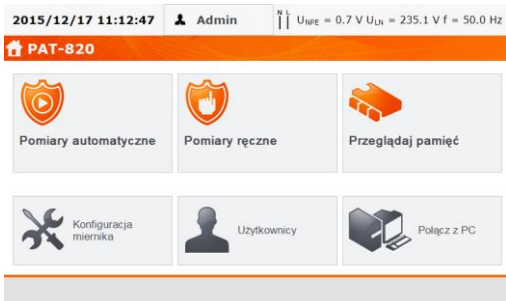 2015/12/17 11:12:47 Admin N L UNPE = 0.7 V ULN = 235.1 V f = 50.0 Hz
PAT-820
Pomiary automatyczne Pomiary ręczne Przeglądaj pamięć
Konfiguracja
miernika
Użytkownicy
Połącz z PC